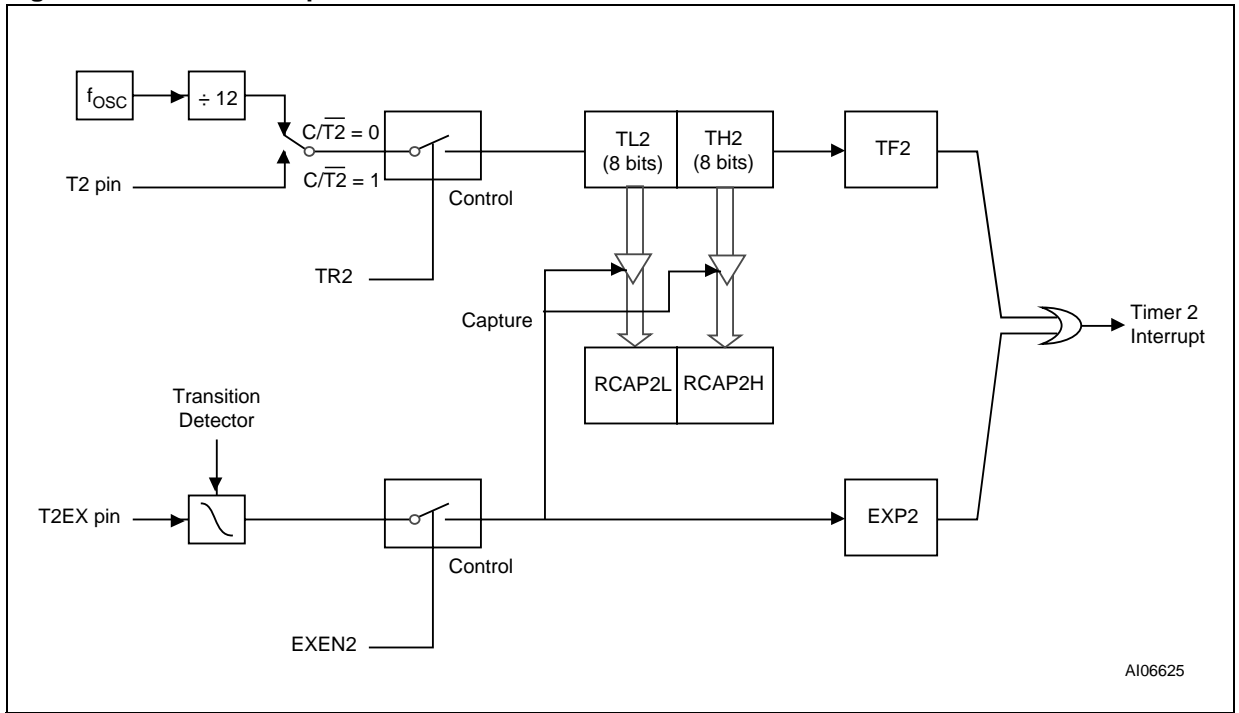 fOSC
÷ 12
C/T2 = 0
C/T2 = 1
T2 pin
Control
TR2
TL2
(8 bits)
TH2
(8 bits)
TF2
Capture
RCAP2L
RCAP2H
Timer 2
Interrupt
Transition
Detector
T2EX pin
Control
EXP2
EXEN2
AI06625